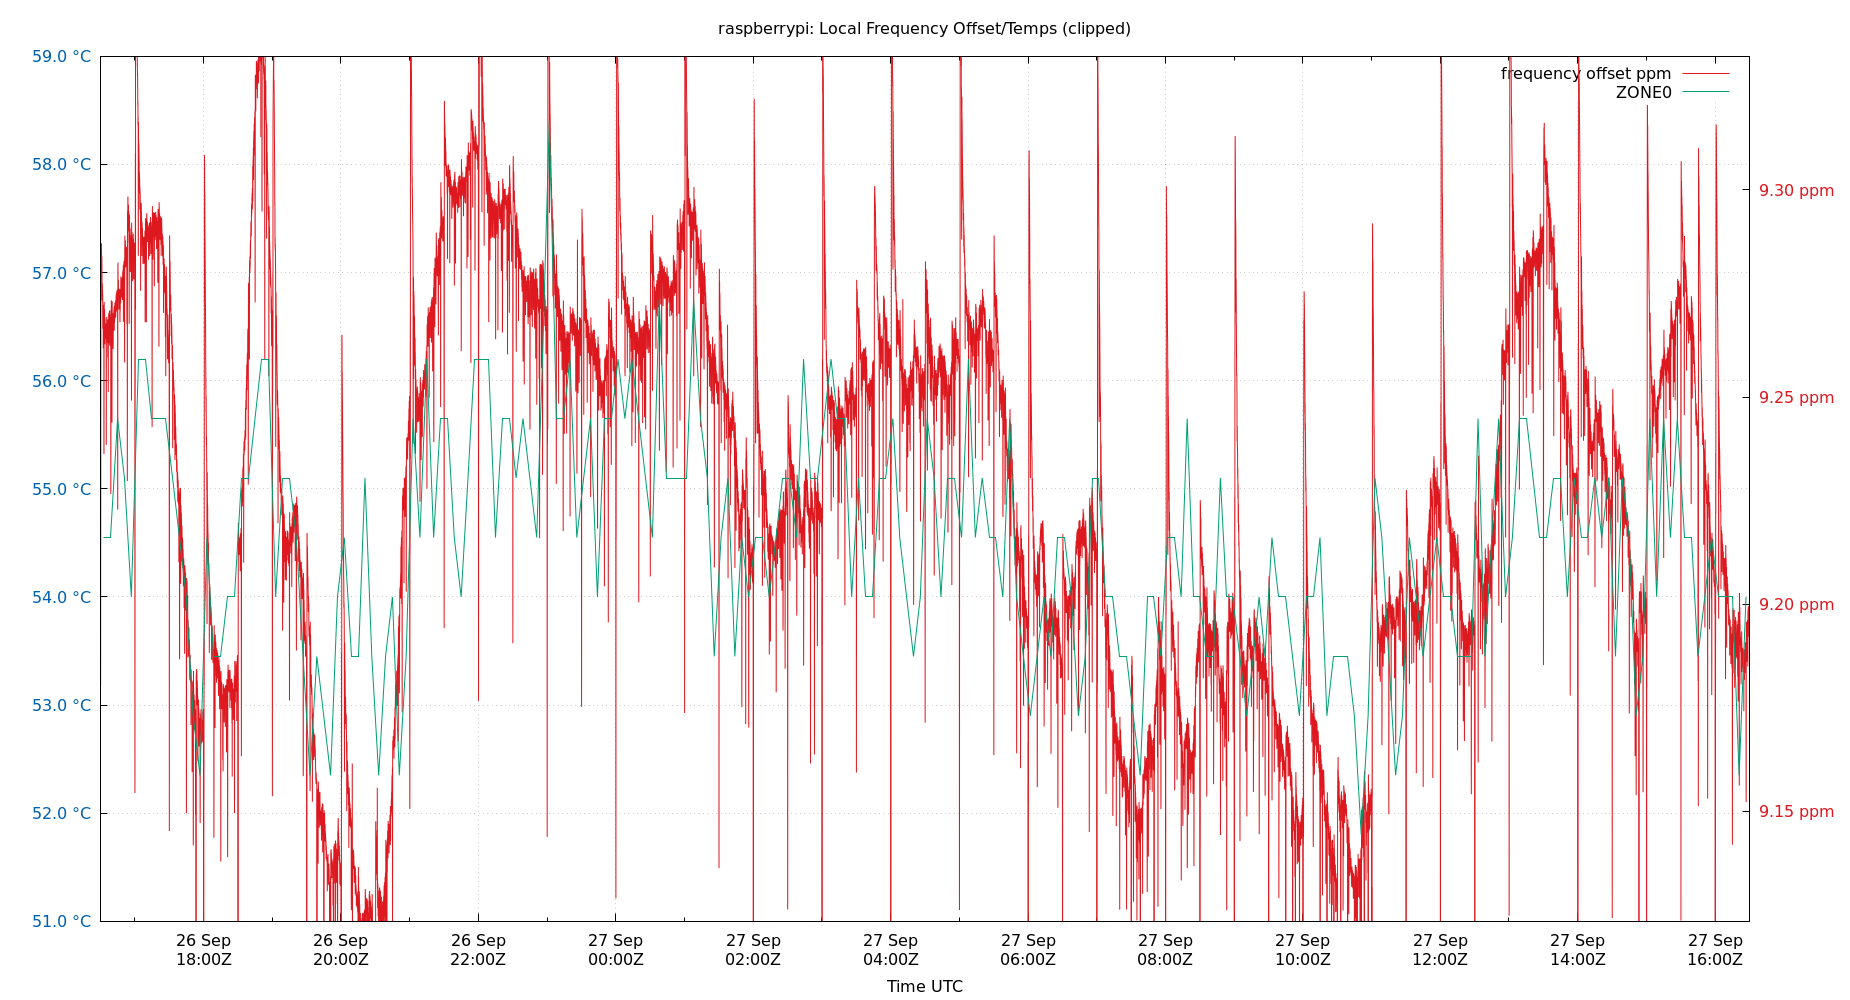 raspberrypi: Local Frequency Offset/Temps (clipped)
frequency offset ppm
ZONE0
59.0 °C
58.0 °C
57.0 °C
56.0 °C
55.0 °C
54.0 °C
53.0 °C
52.0 °C
51.0 °C
9.30 ppm
9.25 ppm
9.20 ppm
9.15 ppm
26 Sep
18:00Z
26 Sep
20:00Z
26 Sep
22:00Z
27 Sep
00:00Z
27 Sep
02:00Z
27 Sep
04:00Z
27 Sep
06:00Z
27 Sep
08:00Z
27 Sep
10:00Z
27 Sep
12:00Z
27 Sep
14:00Z
27 Sep
16:00Z
Time UTC